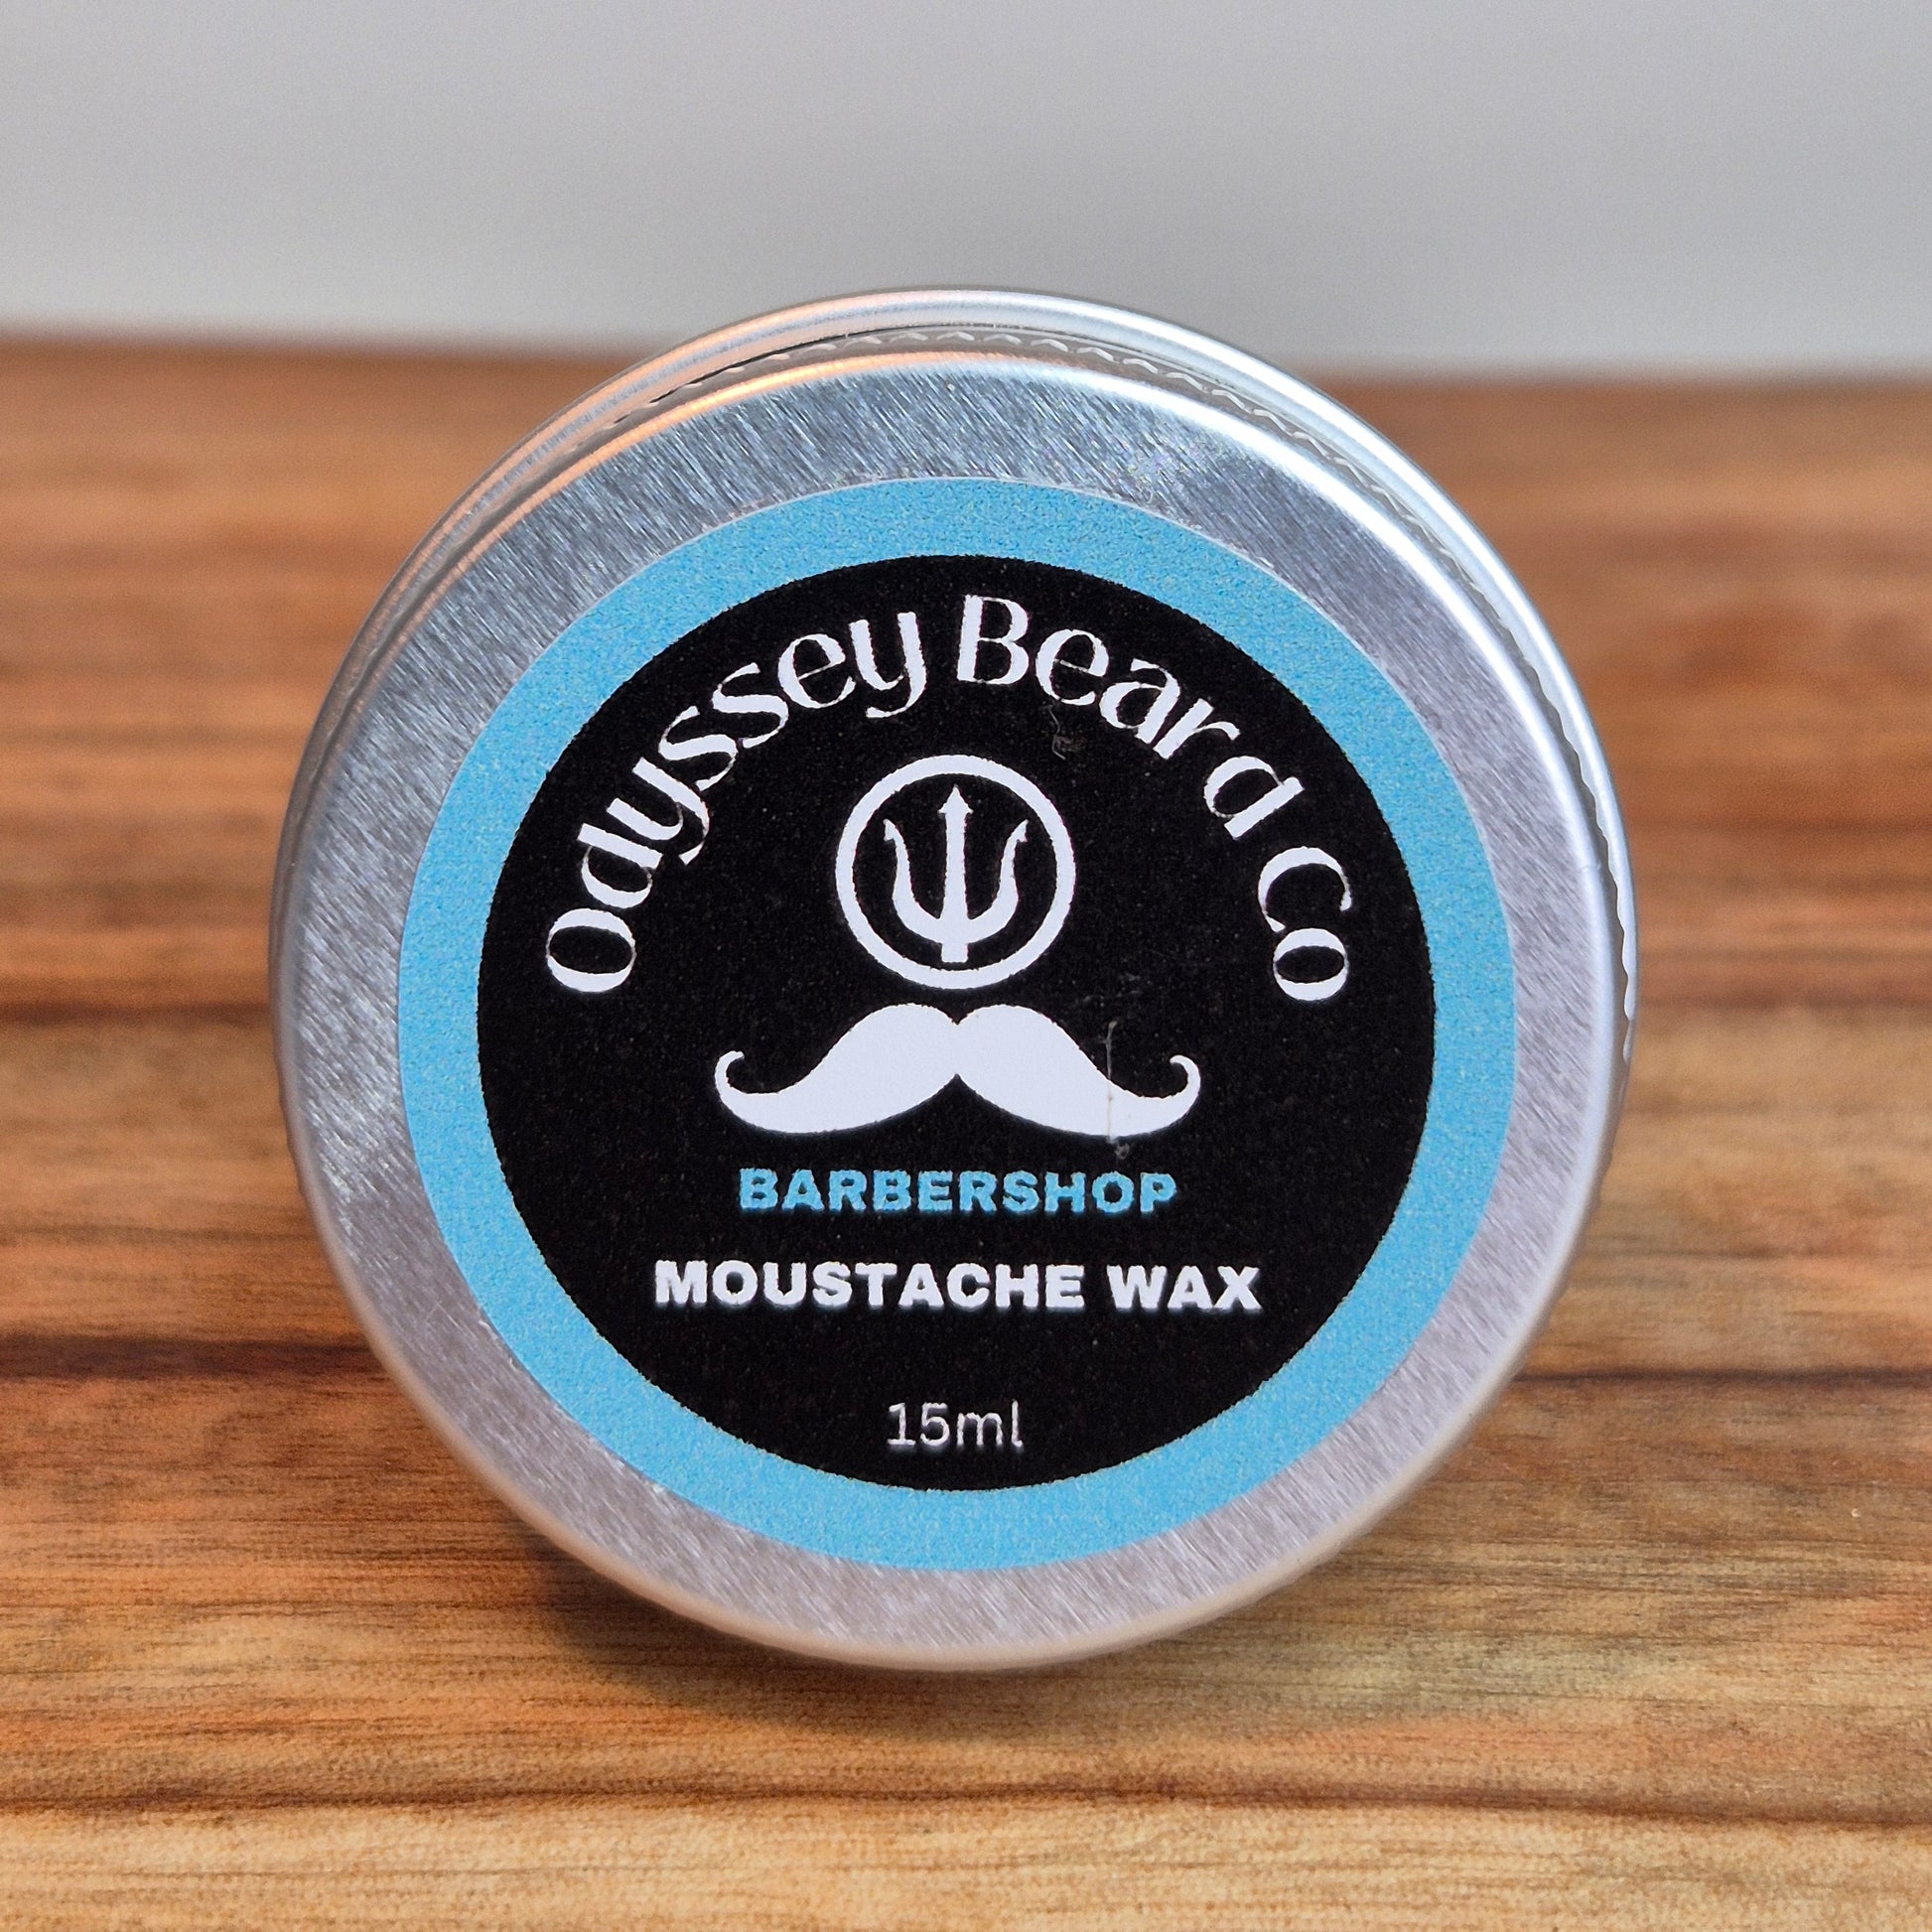 Odyssey Beard Co
BARBERSHOP
MOUSTACHE WAX
15ml